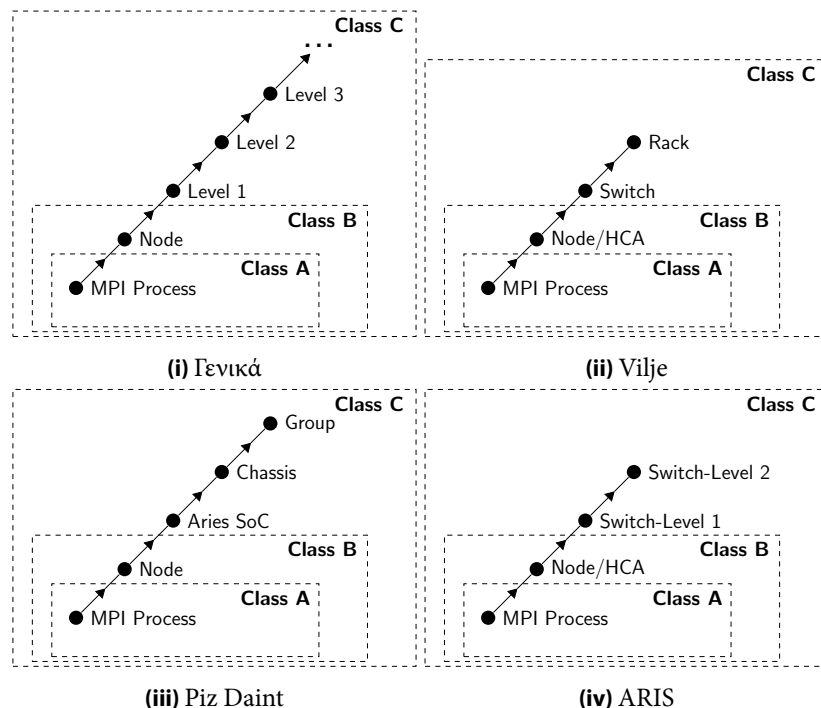 Class C
...
Level 3
Level 2
Level 1
Class B
Node
Class A
MPI Process
(i) Γενικά
Class C
Rack
Switch
Class B
Node/HCA
Class A
MPI Process
(ii) Vilje
Class C
Group
Chassis
Aries SoC
Class B
Node
Class A
MPI Process
(iii) Piz Daint
Class C
Switch-Level 2
Switch-Level 1
Class B
Node/HCA
Class A
MPI Process
(iv) ARIS